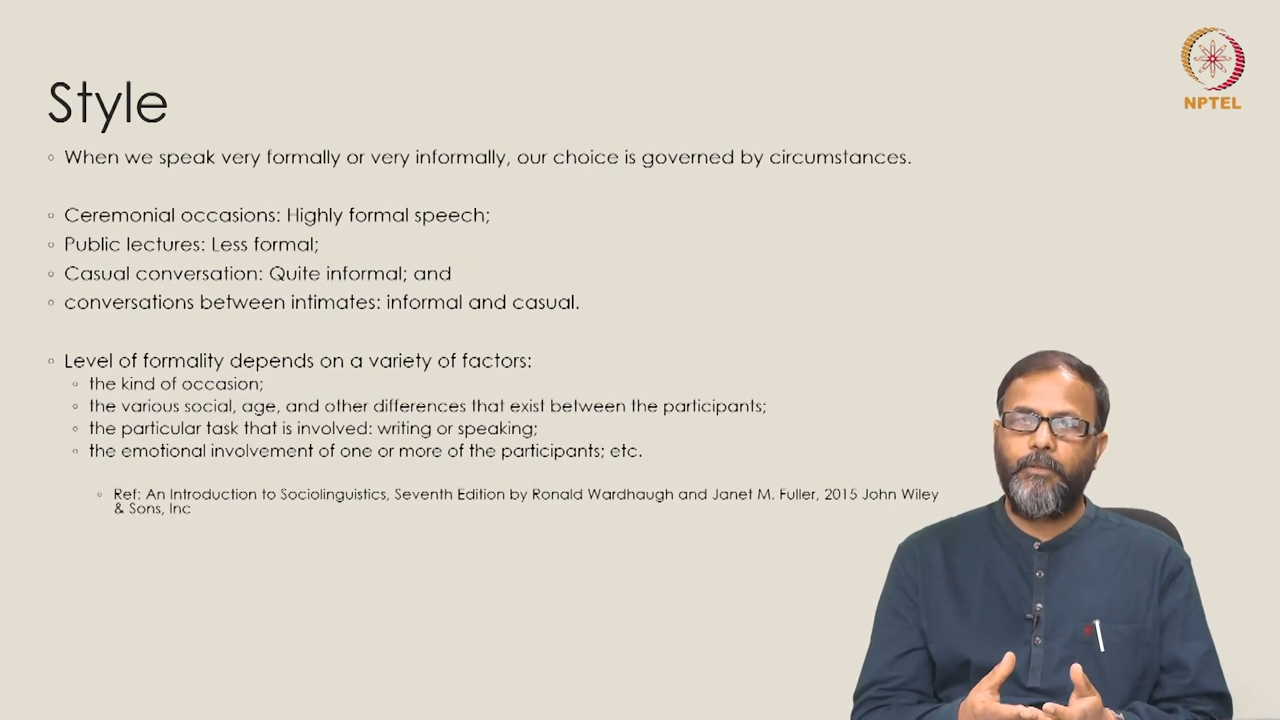 NPTEL
Style
◦ When we speak very formally or very informally, our choice is governed by circumstances.
◦ Ceremonial occasions: Highly formal speech;
◦ Public lectures: Less formal;
◦ Casual conversation: Quite informal; and
◦ conversations between intimates: informal and casual.
◦ Level of formality depends on a variety of factors:
◦ the kind of occasion;
◦ the various social, age, and other differences that exist between the participants;
◦ the particular task that is involved: writing or speaking;
◦ the emotional involvement of one or more of the participants; etc.
◦ Ref: An Introduction to Sociolinguistics, Seventh Edition by Ronald Wardhaugh and Janet M. Fuller, 2015 John Wiley
& Sons, Inc